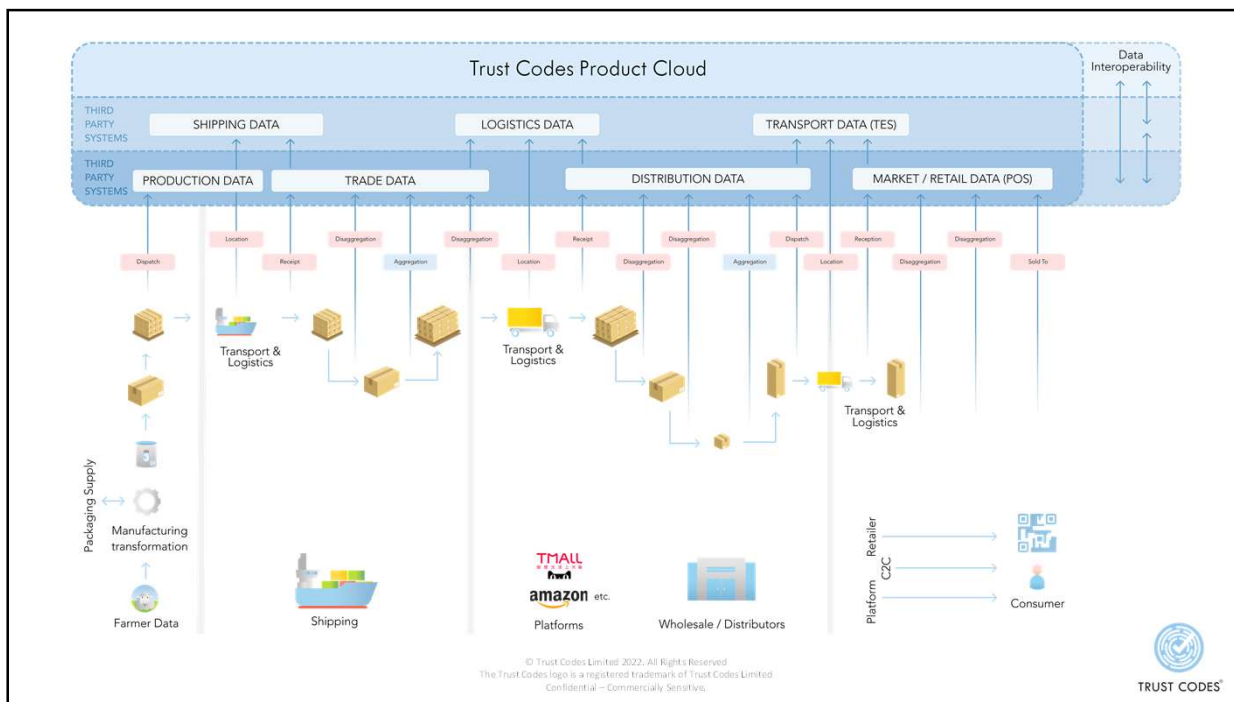 Trust Codes Product Cloud
Data
Interoperability
THIRD
PARTY
SYSTEMS
SHIPPING DATA
LOGISTICS DATA
TRANSPORT DATA (TES)
THIRD
PARTY
SYSTEMS
PRODUCTION DATA
TRADE DATA
DISTRIBUTION DATA
MARKET / RETAIL DATA (POS)
Location
Disaggregation
Disaggregation
Receipt
Disaggregation
Dispatch
Reception
Disaggregation
Dispatch
Receipt
Aggregation
Location
Disaggregation
Aggregation
Location
Disaggregation
Sold To
Transport &
Logistics
Transport &
Logistics
Transport &
Logistics
Packaging Supply
Manufacturing
transformation
Farmer Data
Shipping
TMALL
amazon etc.
Platforms
Wholesale / Distributors
Retailer
C2C
Platform
Consumer
© Trust Codes Limited 2022. All Rights Reserved
The Trust Codes logo is a registered trademark of Trust Codes Limited
Confidential – Commercially Sensitive.
TRUST CODES®